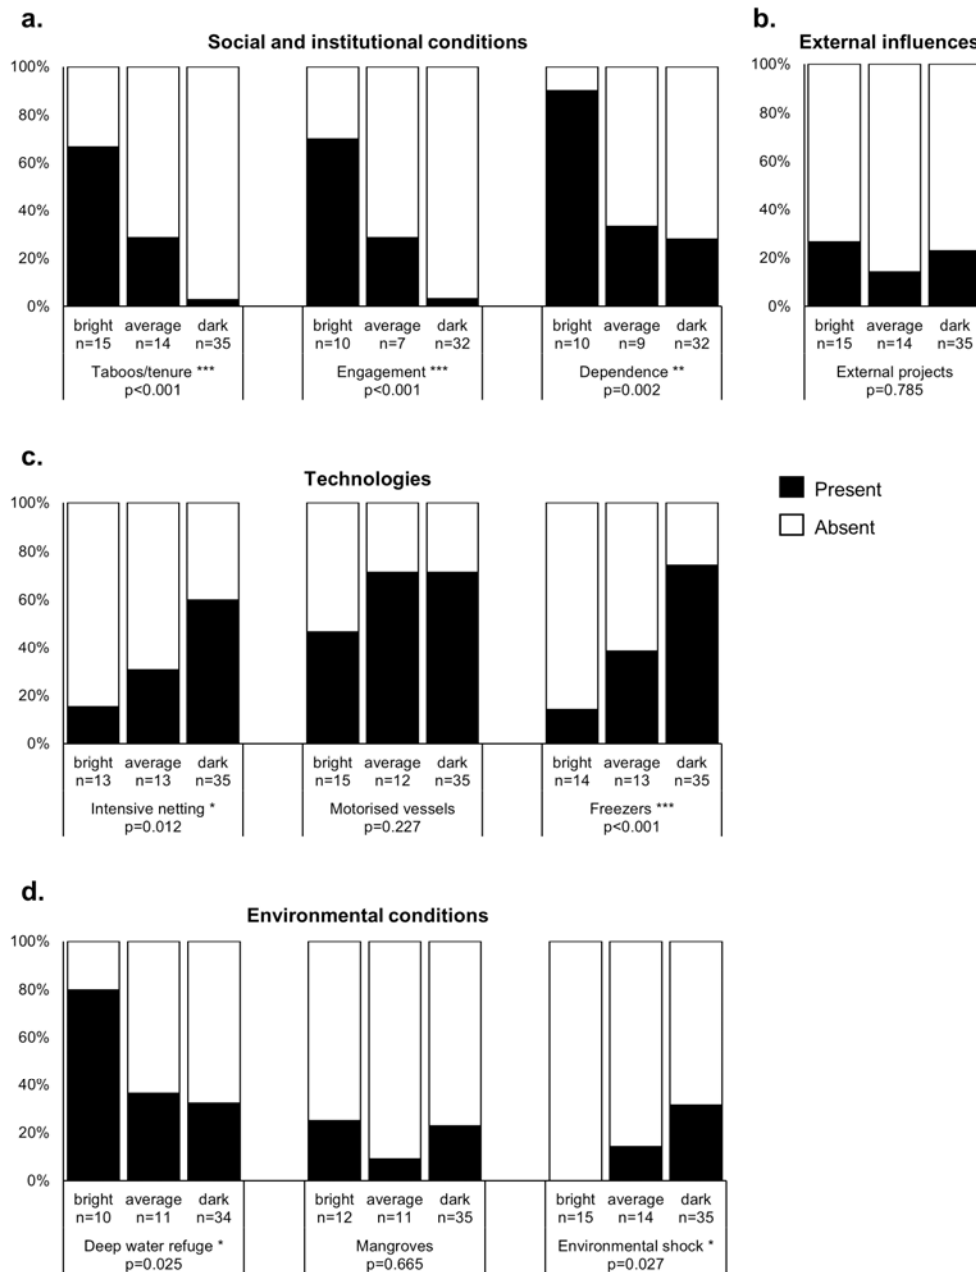 a.
Social and institutional conditions
100%
80%
60%
40%
20%
0%
bright average dark bright average dark bright average dark
n=15 n=14 n=35 n=10 n=7 n=32 n=10 n=9 n=32
Taboos/tenure *** Engagement *** Dependence **
p<0.001 p<0.001 p=0.002
b.
External influences
100%
80%
60%
40%
20%
0%
bright average dark
n=15 n=14 n=35
External projects
p=0.785
c.
Technologies
100%
80%
60%
40%
20%
0%
bright average dark bright average dark bright average dark
n=13 n=13 n=35 n=15 n=12 n=35 n=14 n=13 n=35
Intensive netting * Motorised vessels Freezers ***
p=0.012 p=0.227 p<0.001
Present
Absent
d.
Environmental conditions
100%
80%
60%
40%
20%
0%
bright average dark bright average dark bright average dark
n=10 n=11 n=34 n=12 n=11 n=35 n=15 n=14 n=35
Deep water refuge * Mangroves Environmental shock *
p=0.025 p=0.665 p=0.027